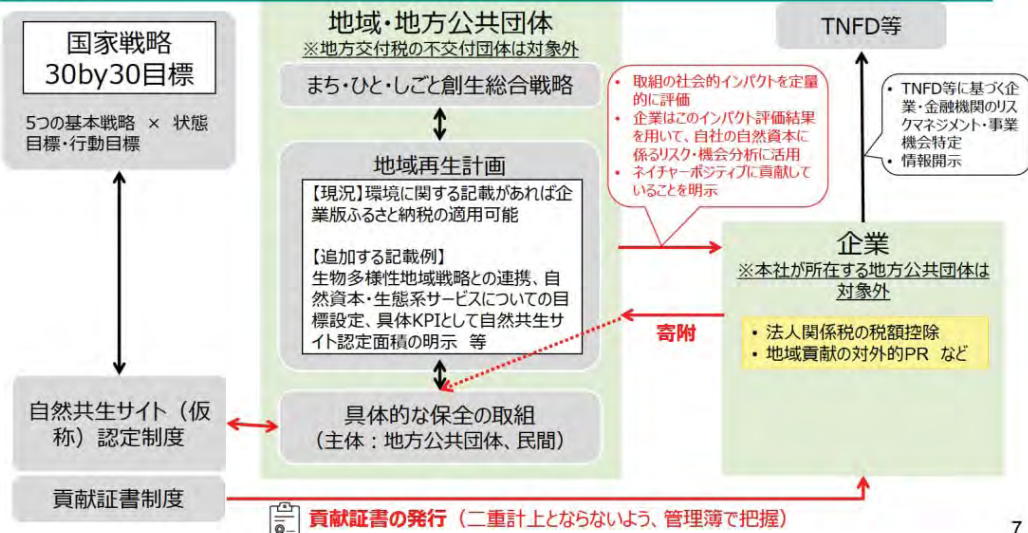 国家戦略
30by30目標
5つの基本戦略 × 状態
目標・行動目標
自然共生サイト（仮
称）認定制度
貢献証書制度
地域・地方公共団体
※地方交付税の不交付団体は対象外
まち・ひと・しごと創生総合戦略
地域再生計画
【現況】環境に関する記載があれば企
業版ふるさと納税の適用可能
【追加する記載例】
生物多様性地域戦略との連携、自
然資本・生態系サービスについての目
標設定、具体KPIとして自然共生サ
イト認定面積の明示 等
具体的な保全の取組
（主体：地方公共団体、民間）
• 取組の社会的インパクトを定量
的に評価
• 企業はこのインパクト評価結果
を用いて、自社の自然資本に
係るリスク・機会分析に活用
• ネイチャーポジティブに貢献して
いることを明示
寄附
TNFD等
• TNFD等に基づく企
業・金融機関のリス
クマネジメント・事業
機会特定
• 情報開示
企業
※本社が所在する地方公共団体は
対象外
• 法人関係税の税額控除
• 地域貢献の対外的PR など
貢献証書の発行（二重計上とならないよう、管理簿で把握）
7